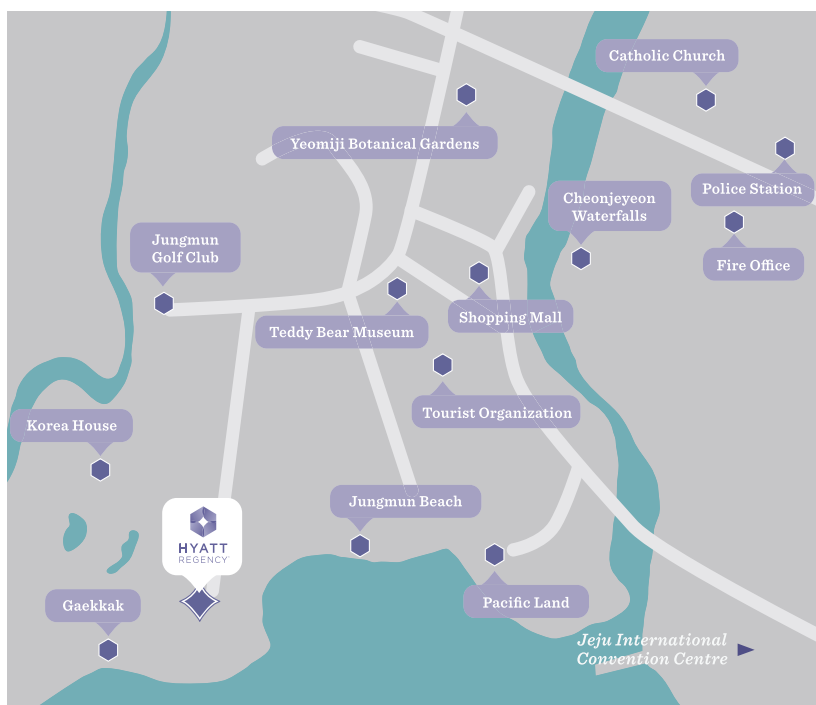 Catholic Church
Yeomiji Botanical Gardens
Police Station
Cheonjeyeon
Waterfalls
Jungmun
Golf Club
Fire Office
Shopping Mall
Teddy Bear Museum
Tourist Organization
Korea House
Jungmun Beach
HYATT
REGENCY
Gaekkak
Pacific Land
Jeju International
Convention Centre